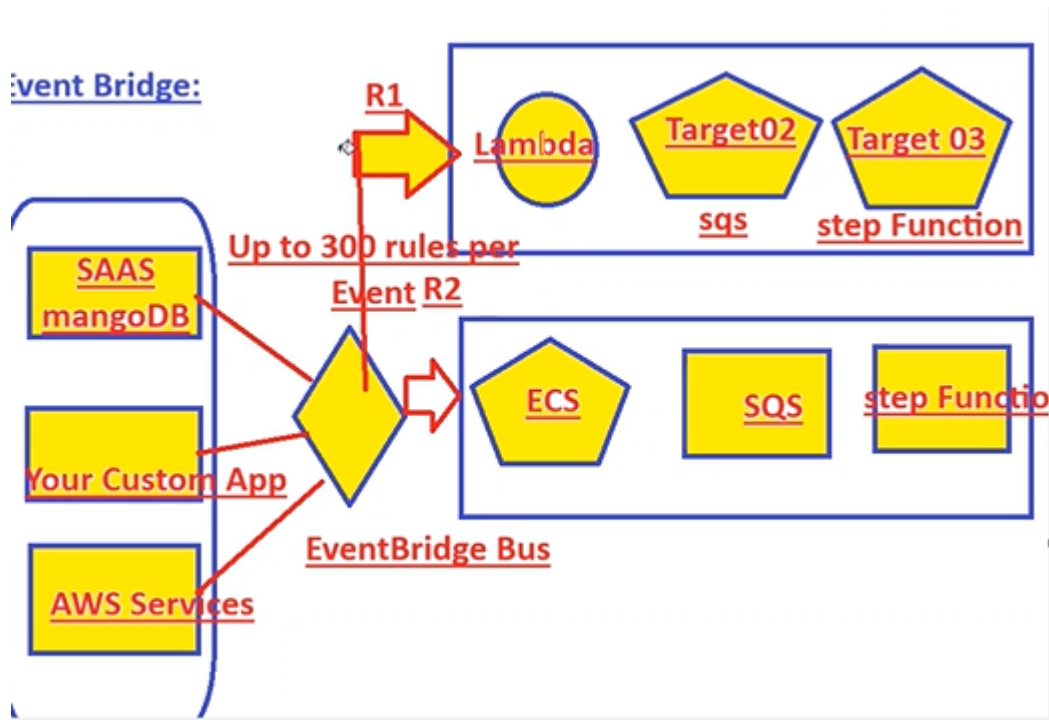 Event Bridge:
R1
Lambda
Target02
sqs
Target 03
step Function
Up to 300 rules per
Event
R2
SAAS
mangoDB
Your Custom App
AWS Services
EventBridge Bus
ECS
SQS
step Functio